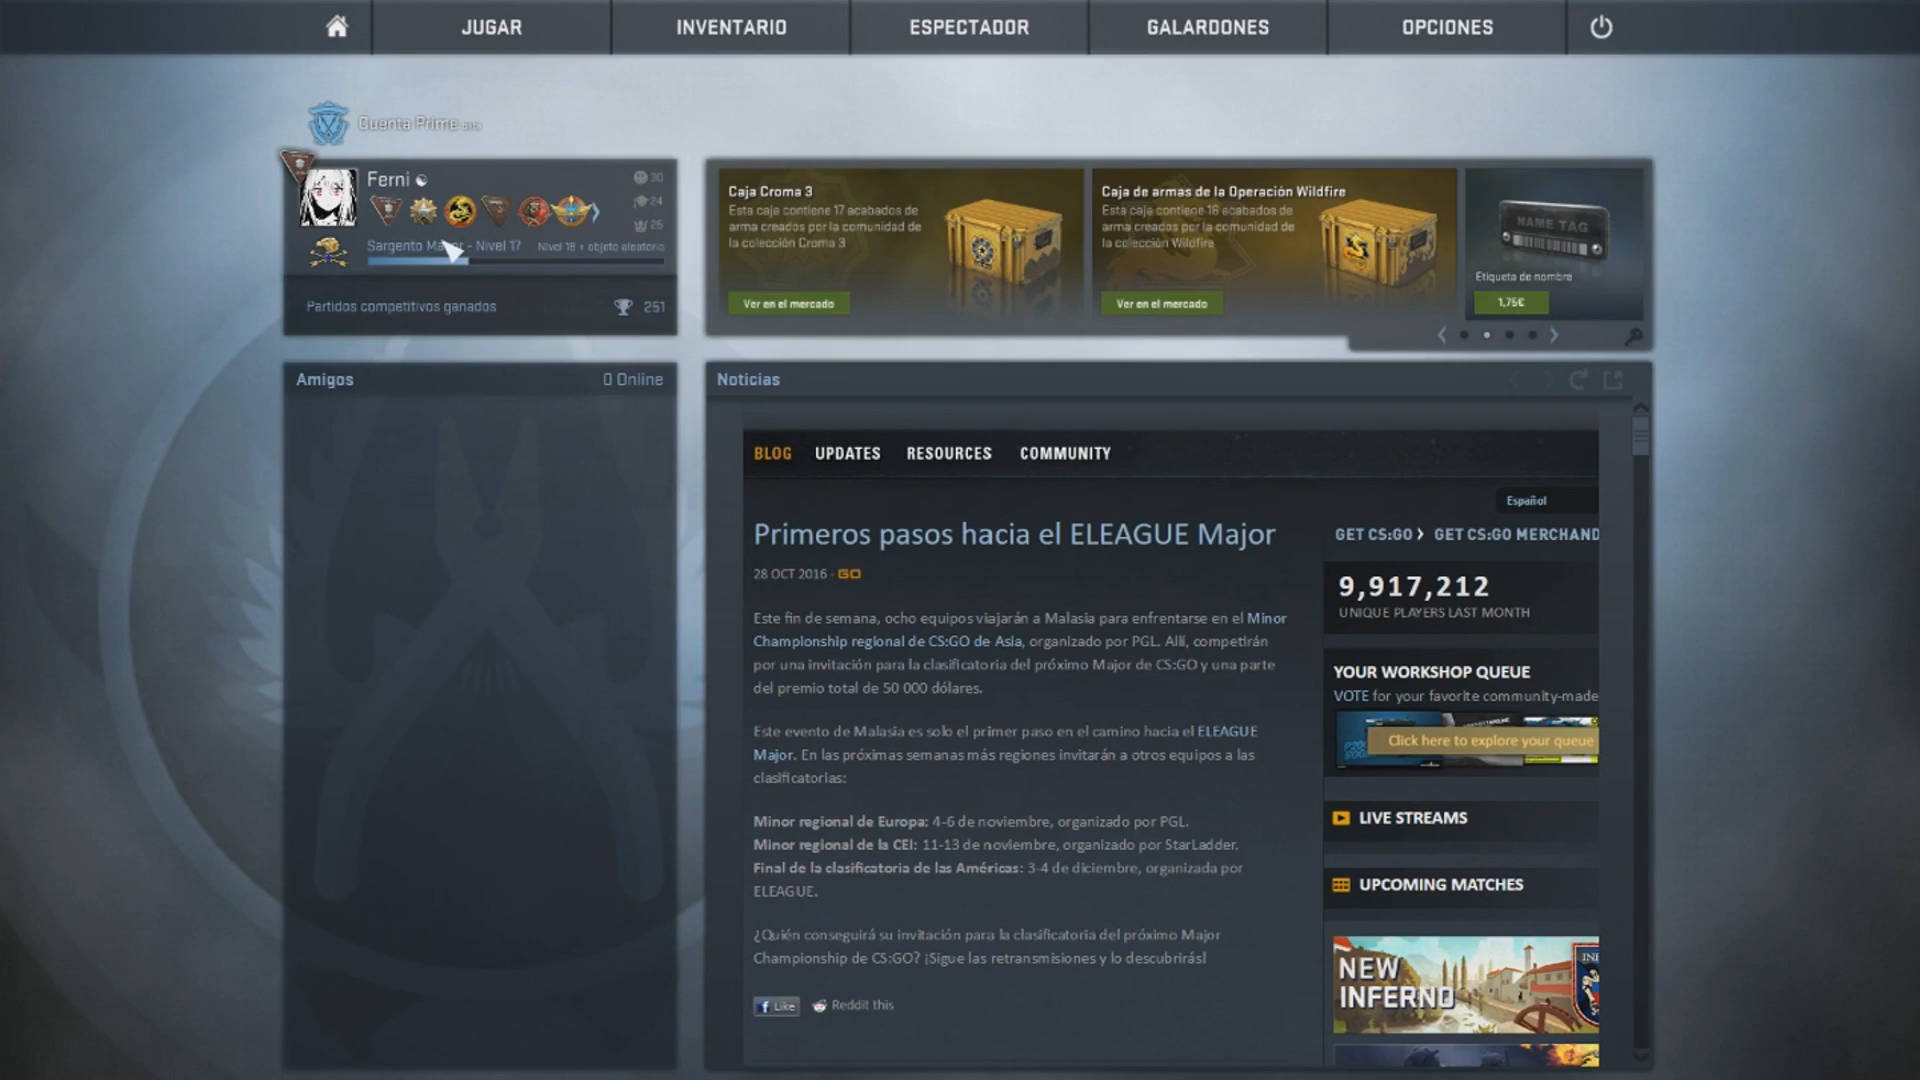 JUGAR
INVENTARIO
ESPECTADOR
GALARDONES
OPCIONES
Cuenta Prime BETA
Ferni
30
24
25
Sargento Mayor - Nivel 17
Nivel 18 + objeto aleatorio
Partidas competitivas ganadas
251
Caja Croma 3
Esta caja contiene 17 acabados de
arma creados por la comunidad de
la colección Croma 3
Ver en el mercado
Caja de armas de la Operación Wildfire
Esta caja contiene 16 acabados de
arma creados por la comunidad de
la colección Wildfire
Ver en el mercado
NAME TAG
Etiqueta de nombre
1,75€
Amigos
0 Online
Noticias
BLOG
UPDATES
RESOURCES
COMMUNITY
Español
Primeros pasos hacia el ELEAGUE Major
28 OCT 2016 - GO
Este fin de semana, ocho equipos viajarán a Malasia para enfrentarse en el Minor
Championship regional de CS:GO de Asia, organizado por PGL. Allí, competirán
por una invitación para la clasificatoria del próximo Major de CS:GO y una parte
del premio total de 50 000 dólares.
Este evento de Malasia es solo el primer paso en el camino hacia el ELEAGUE
Major. En las próximas semanas más regiones invitarán a otros equipos a las
clasificatorias:
Minor regional de Europa: 4-6 de noviembre, organizado por PGL.
Minor regional de la CEI: 11-13 de noviembre, organizado por StarLadder.
Final de la clasificatoria de las Américas: 3-4 de diciembre, organizada por
ELEAGUE.
¿Quién conseguirá su invitación para la clasificatoria del próximo Major
Championship de CS:GO? ¡Sigue las retransmisiones y lo descubrirás!
Like
Reddit this
GET CS:GO
GET CS:GO MERCHAND
9,917,212
UNIQUE PLAYERS LAST MONTH
YOUR WORKSHOP QUEUE
VOTE for your favorite community-made
Click here to explore your queue
LIVE STREAMS
UPCOMING MATCHES
NEW
INFERNO